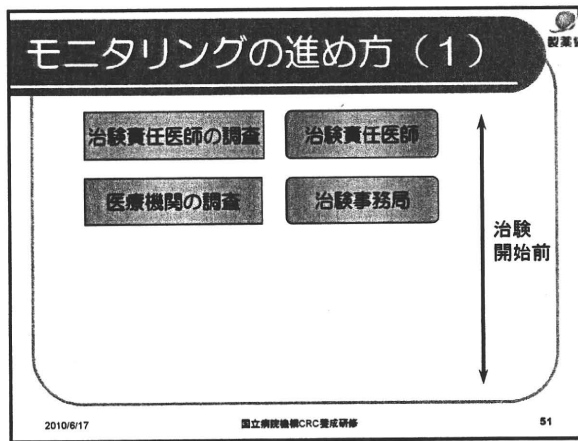 モニタリングの進め方（1）
製薬
治験責任医師の調査
治験責任医師
医療機関の調査
治験事務局
治験
開始前
2010/6/17
国立病院機構CRC養成研修
51